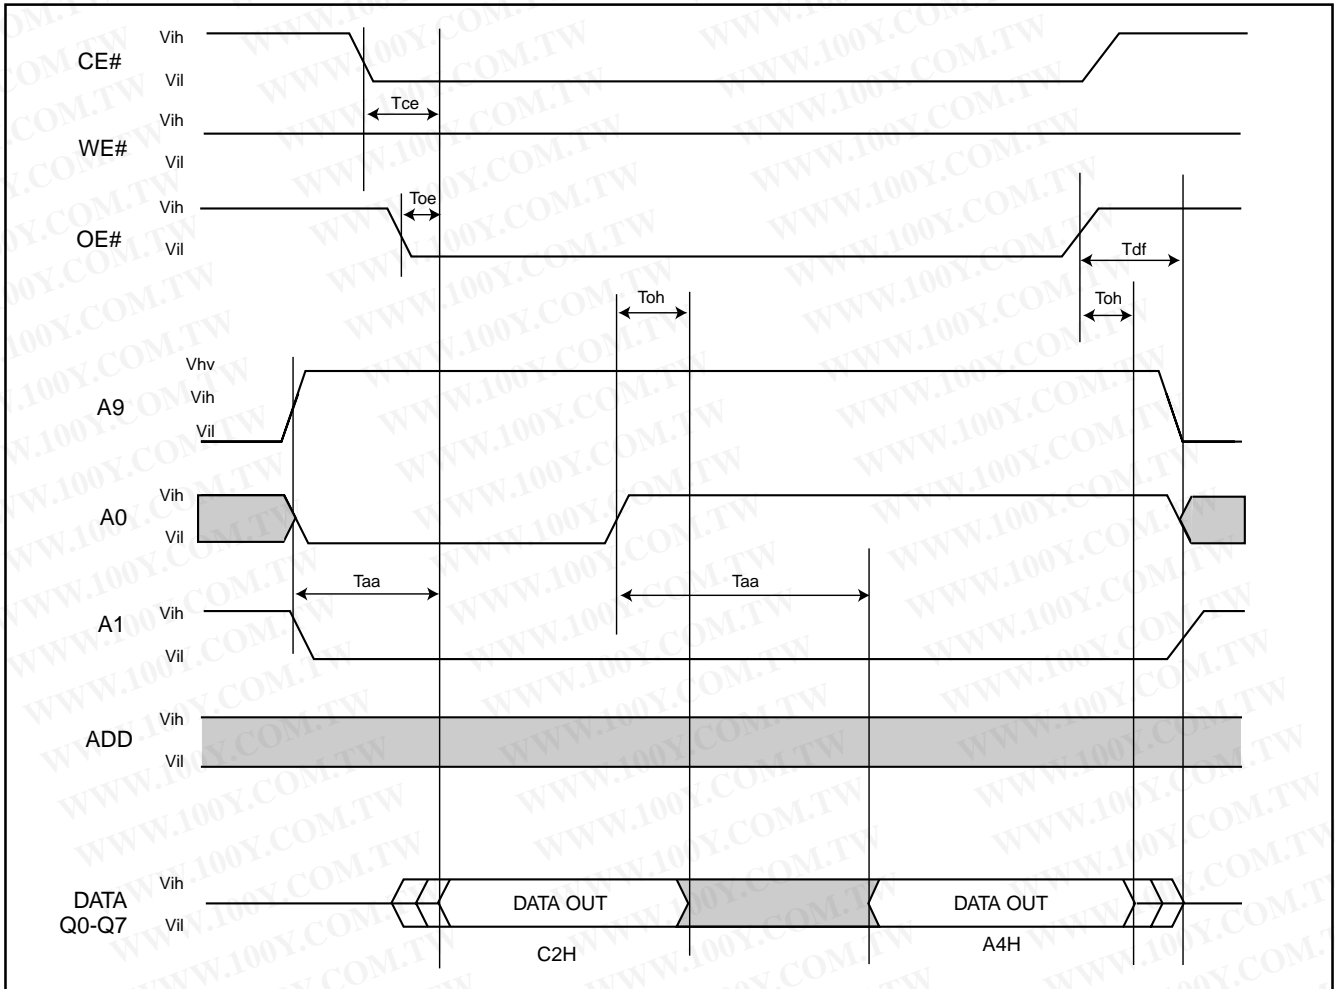 CE#
Vih
Vil
Tce
WE#
Vih
Vil
OE#
Vih
Vil
Toe
Tdf
Toh
Toh
A9
Vhv
Vih
Vil
A0
Vih
Vil
Taa
Taa
A1
Vih
Vil
ADD
Vih
Vil
DATA
Q0-Q7
Vih
Vil
DATA OUT
DATA OUT
C2H
A4H
WWW.100Y.COM.TW